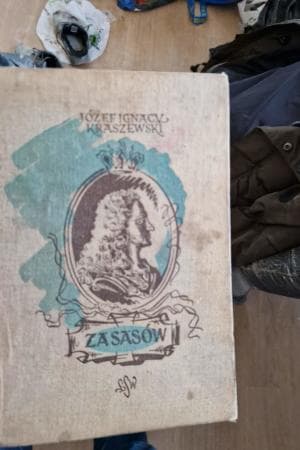 JÓZEF IGNACY
KRASZEWSKI
ZA SASÓW